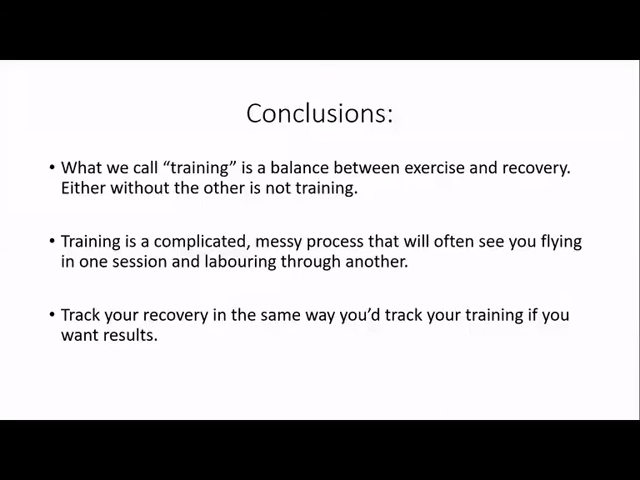 Conclusions:
• What we call “training” is a balance between exercise and recovery.
Either without the other is not training.
• Training is a complicated, messy process that will often see you flying
in one session and labouring through another.
• Track your recovery in the same way you’d track your training if you
want results.